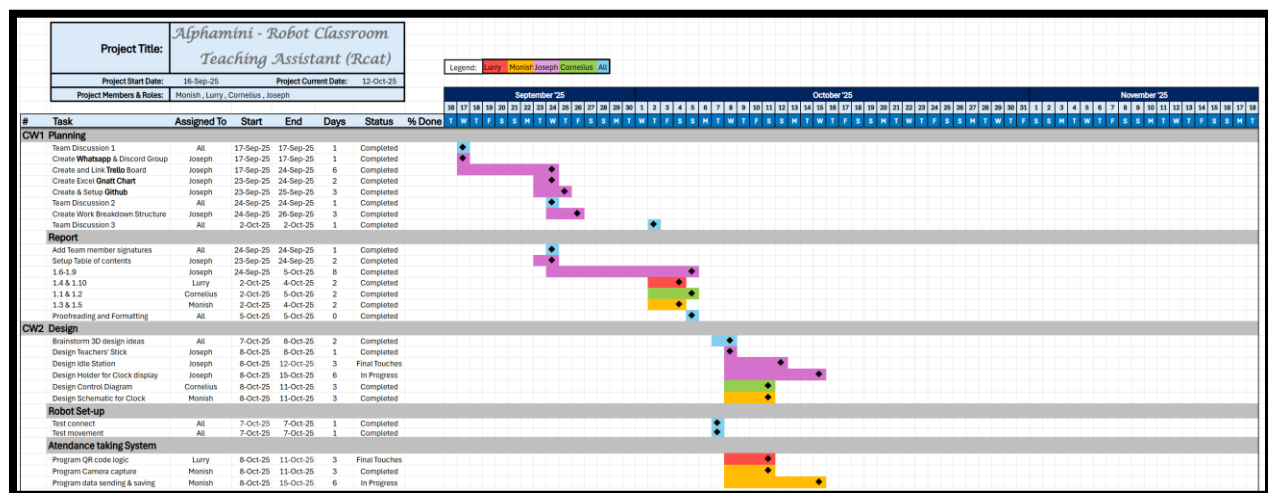 Project Title: Alphamini - Robot Classroom Teaching Assistant (Rcat)
Legend: Lurry Monish Joseph Cornelius All
Project Start Date: 16-Sep-25 Project Current Date: 12-Oct-25
Project Members & Roles: Monish , Lurry , Cornelius , Joseph
September '25 October '25 November '25
16 17 18 19 20 21 22 23 24 25 26 27 28 29 30 1 2 3 4 5 6 7 8 9 10 11 12 13 14 15 16 17 18 19 20 21 22 23 24 25 26 27 28 29 30 31 1 2 3 4 5 6 7 8 9 10 11 12 13 14 15 16 17 18
# Task Assigned To Start End Days Status % Done T W T F S S M T W T F S S M T W T F S S M T W T F S S M T W T F S S M T W T F S S M T W T F S S M T W T F S S M T W T F S S M T
CW1 Planning
Team Discussion 1 All 17-Sep-25 17-Sep-25 1 Completed
Create Whatsapp & Discord Group Joseph 17-Sep-25 17-Sep-25 1 Completed
Create and Link Trello Board Joseph 17-Sep-25 24-Sep-25 6 Completed
Create Excel Gnatt Chart Joseph 23-Sep-25 24-Sep-25 2 Completed
Create & Setup Github Joseph 23-Sep-25 25-Sep-25 3 Completed
Team Discussion 2 All 24-Sep-25 24-Sep-25 1 Completed
Create Work Breakdown Structure Joseph 24-Sep-25 26-Sep-25 3 Completed
Team Discussion 3 All 2-Oct-25 2-Oct-25 1 Completed
Report
Add Team member signatures All 24-Sep-25 24-Sep-25 1 Completed
Setup Table of contents Joseph 23-Sep-25 24-Sep-25 2 Completed
1.6-1.9 Joseph 24-Sep-25 5-Oct-25 8 Completed
1.4 & 1.10 Lurry 2-Oct-25 4-Oct-25 2 Completed
1.1 & 1.2 Cornelius 2-Oct-25 5-Oct-25 2 Completed
1.3 & 1.5 Monish 2-Oct-25 4-Oct-25 2 Completed
Proofreading and Formatting All 5-Oct-25 5-Oct-25 0 Completed
CW2 Design
Brainstorm 3D design ideas All 7-Oct-25 8-Oct-25 2 Completed
Design Teachers' Stick Joseph 8-Oct-25 8-Oct-25 1 Completed
Design Idle Station Joseph 8-Oct-25 12-Oct-25 3 Final Touches
Design Holder for Clock display Joseph 8-Oct-25 15-Oct-25 6 In Progress
Design Control Diagram Cornelius 8-Oct-25 11-Oct-25 3 Completed
Design Schematic for Clock Monish 8-Oct-25 11-Oct-25 3 Completed
Robot Set-up
Test connect All 7-Oct-25 7-Oct-25 1 Completed
Test movement All 7-Oct-25 7-Oct-25 1 Completed
Atendance taking System
Program QR code logic Lurry 8-Oct-25 11-Oct-25 3 Final Touches
Program Camera capture Monish 8-Oct-25 11-Oct-25 3 Completed
Program data sending & saving Monish 8-Oct-25 15-Oct-25 6 In Progress